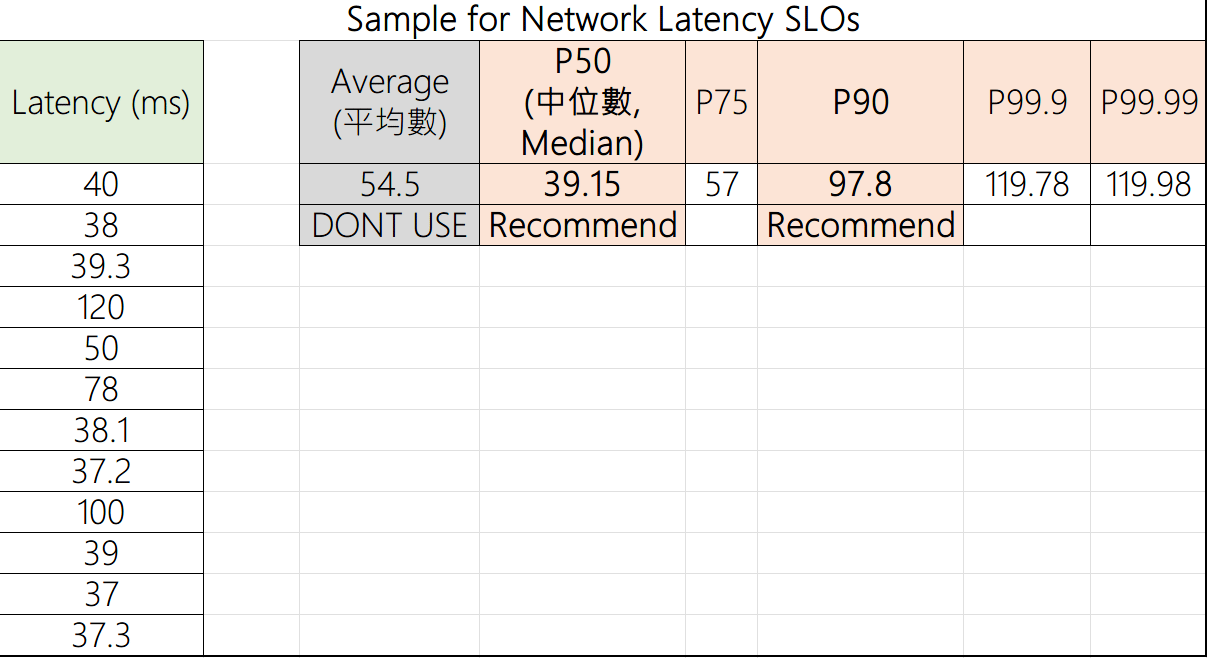 Sample for Network Latency SLOs
Latency (ms)
Average
(平均數)
P50
(中位數,
Median)
P75
P90
P99.9
P99.99
40
54.5
39.15
57
97.8
119.78
119.98
38
DONT USE
Recommend
Recommend
39.3
120
50
78
38.1
37.2
100
39
37
37.3